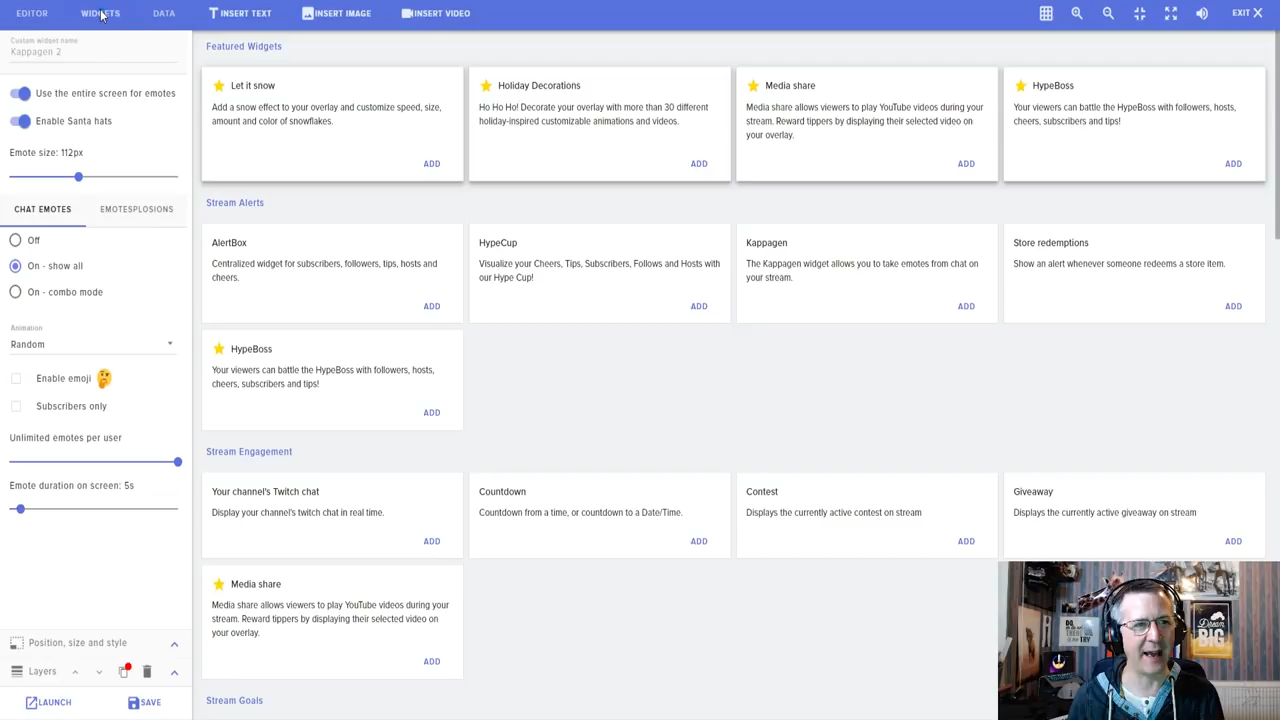 EDITOR
WIDGETS
DATA
INSERT TEXT
INSERT IMAGE
INSERT VIDEO
EXIT
Custom widget name
Kappagen 2
Use the entire screen for emotes
Enable Santa hats
Emote size: 112px
CHAT EMOTES
EMOTESPLOSIONS
Off
On - show all
On - combo mode
Animation
Random
Enable emoji
Subscribers only
Unlimited emotes per user
Emote duration on screen: 5s
Position, size and style
Layers
LAUNCH
SAVE
Featured Widgets
Let it snow
Add a snow effect to your overlay and customize speed, size,
amount and color of snowflakes.
ADD
Holiday Decorations
Ho Ho Ho! Decorate your overlay with more than 30 different
holiday-inspired customizable animations and videos.
ADD
Media share
Media share allows viewers to play YouTube videos during your
stream. Reward tippers by displaying their selected video on
your overlay.
ADD
HypeBoss
Your viewers can battle the HypeBoss with followers, hosts,
cheers, subscribers and tips!
ADD
Stream Alerts
AlertBox
Centralized widget for subscribers, followers, tips, hosts and
cheers.
ADD
HypeCup
Visualize your Cheers, Tips, Subscribers, Follows and Hosts with
our Hype Cup!
ADD
Kappagen
The Kappagen widget allows you to take emotes from chat on
your stream.
ADD
Store redemptions
Show an alert whenever someone redeems a store item.
ADD
HypeBoss
Your viewers can battle the HypeBoss with followers, hosts,
cheers, subscribers and tips!
ADD
Stream Engagement
Your channel's Twitch chat
Display your channel's twitch chat in real time.
ADD
Countdown
Countdown from a time, or countdown to a Date/Time.
ADD
Contest
Displays the currently active contest on stream
ADD
Giveaway
Displays the currently active giveaway on stream
ADD
Media share
Media share allows viewers to play YouTube videos during your
stream. Reward tippers by displaying their selected video on
your overlay.
ADD
Stream Goals
DO
OR
THERE
TRY
Dream
BIG